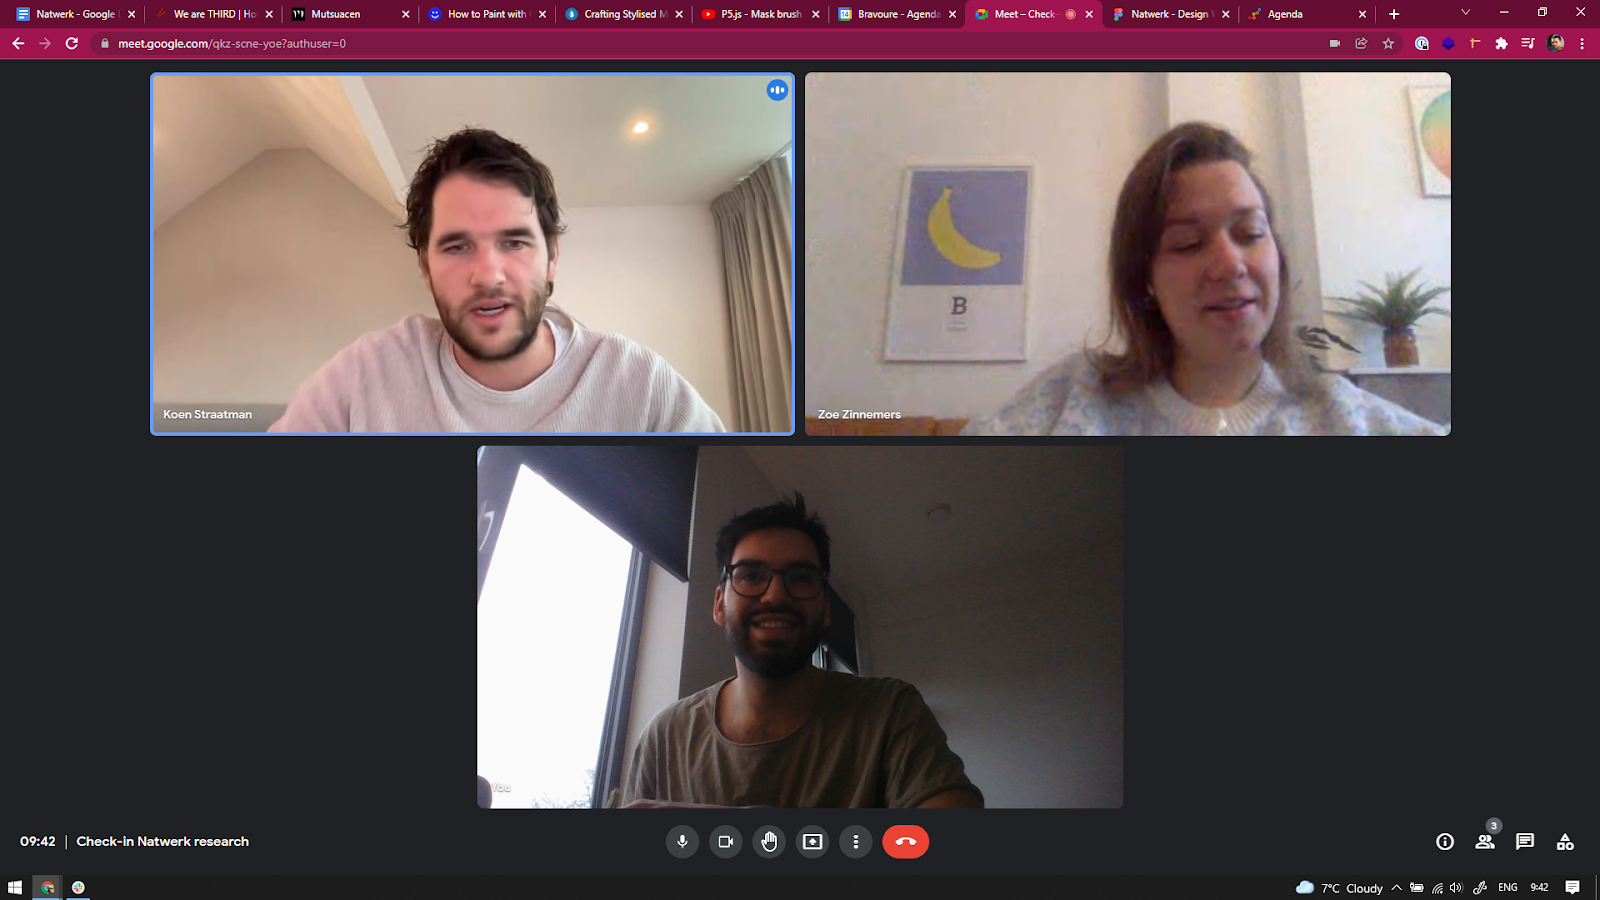 Natwerk - Google
We are THIRD | Ho
Mutsuacen
How to Paint with
Crafting Stylised M
P5.js - Mask brush
Bravoure - Agenda
Meet – Check-
Natwerk - Design
Agenda
meet.google.com/qkz-scne-yoe?authuser=0
B
Koen Straatman
Zoe Zinnemers
You
09:42 | Check-in Natwerk research
3
7°C Cloudy
ENG
9:42